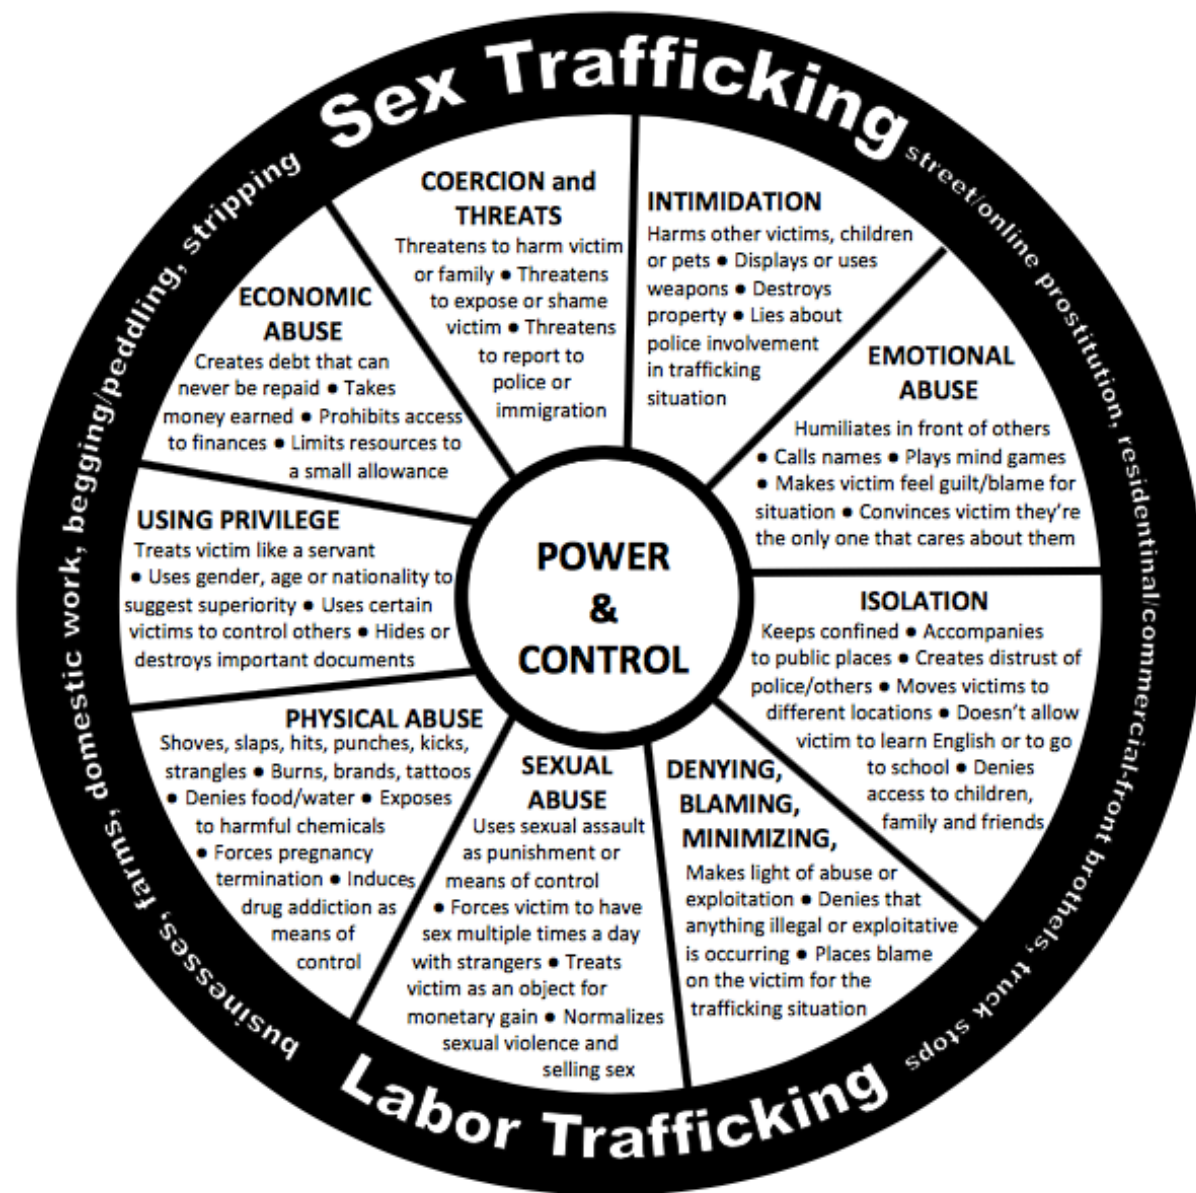 Sex Trafficking
street/online prostitution, residentinal/commercial-front brothels, truck stops
Labor Trafficking
businesses, farms, domestic work, begging/peddling, stripping
POWER
&
CONTROL
COERCION and
THREATS
Threatens to harm victim
or family ● Threatens
to expose or shame
victim ● Threatens
to report to
police or
immigration
INTIMIDATION
Harms other victims, children
or pets ● Displays or uses
weapons ● Destroys
property ● Lies about
police involvement
in trafficking
situation
EMOTIONAL
ABUSE
Humiliates in front of others
● Calls names ● Plays mind games
● Makes victim feel guilt/blame for
situation ● Convinces victim they're
the only one that cares about them
ISOLATION
Keeps confined ● Accompanies
to public places ● Creates distrust of
police/others ● Moves victims to
different locations ● Doesn't allow
victim to learn English or to go
to school ● Denies
access to children,
family and friends
DENYING,
BLAMING,
MINIMIZING,
Makes light of abuse or
exploitation ● Denies that
anything illegal or exploitative
is occurring ● Places blame
on the victim for the
trafficking situation
SEXUAL
ABUSE
Uses sexual assault
as punishment or
means of control
● Forces victim to have
sex multiple times a day
with strangers ● Treats
victim as an object for
monetary gain ● Normalizes
sexual violence and
selling sex
PHYSICAL ABUSE
Shoves, slaps, hits, punches, kicks,
strangles ● Burns, brands, tattoos
● Denies food/water ● Exposes
to harmful chemicals
● Forces pregnancy
termination ● Induces
drug addiction as
means of
control
USING PRIVILEGE
Treats victim like a servant
● Uses gender, age or nationality to
suggest superiority ● Uses certain
victims to control others ● Hides or
destroys important documents
ECONOMIC
ABUSE
Creates debt that can
never be repaid ● Takes
money earned ● Prohibits access
to finances ● Limits resources to
a small allowance